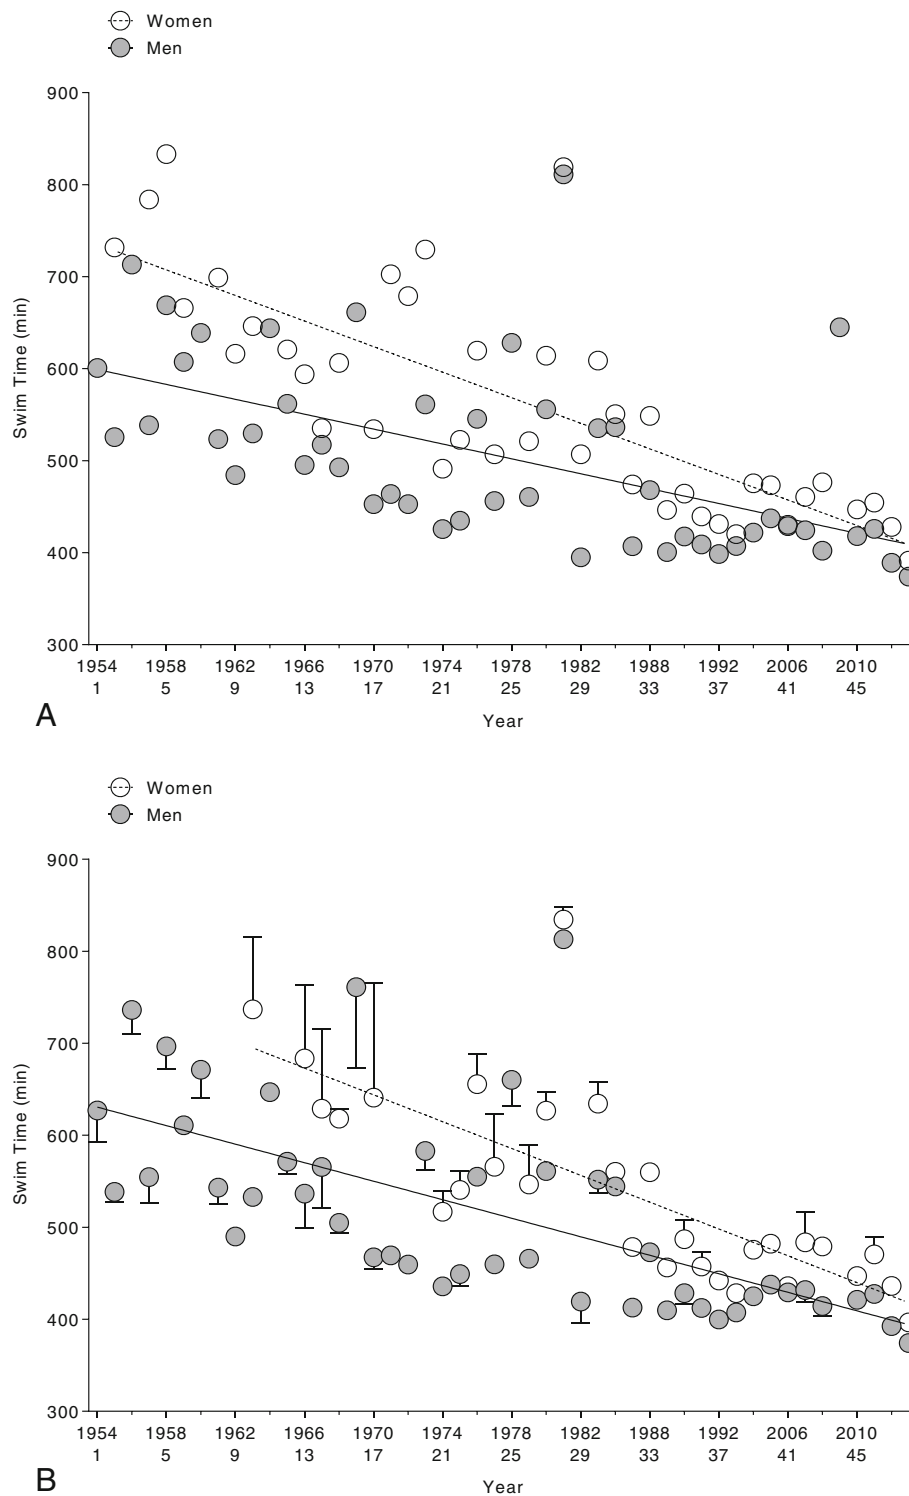 Women
Men
900
800
700
600
500
400
300
Swim Time (min)
1954 1958 1962 1966 1970 1974 1978 1982 1988 1992 2006 2010
1 5 9 13 17 21 25 29 33 37 41 45
Year
A
Women
Men
900
800
700
600
500
400
300
Swim Time (min)
1954 1958 1962 1966 1970 1974 1978 1982 1988 1992 2006 2010
1 5 9 13 17 21 25 29 33 37 41 45
Year
B